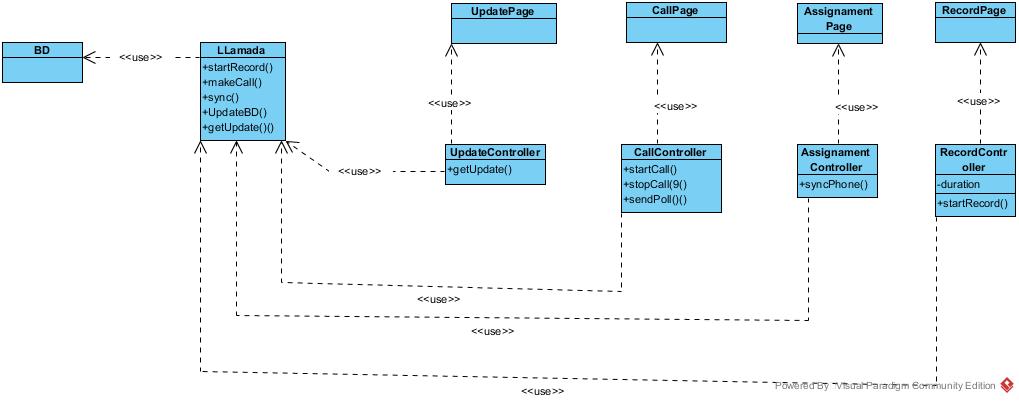 UpdatePage
CallPage
Assignament
Page
RecordPage
BD
<<use>>
LLamada
+startRecord()
+makeCall()
+sync()
+UpdateBD()
+getUpdate()()
<<use>>
<<use>>
<<use>>
<<use>>
UpdateController
+getUpdate()
<<use>>
CallController
+startCall()
+stopCall(9()
+sendPoll()()
Assignament
Controller
+syncPhone()
RecordContr
oller
-duration
+startRecord()
<<use>>
<<use>>
<<use>>
Powered By Visual Paradigm Community Edition